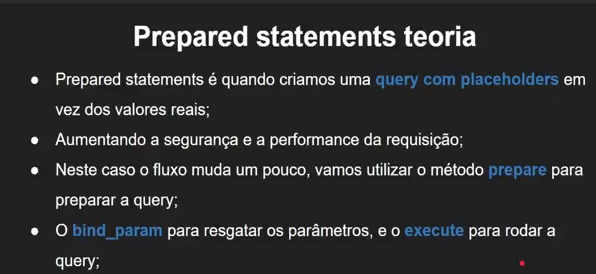 Prepared statements teoria
● Prepared statements é quando criamos uma query com placeholders em
vez dos valores reais;
● Aumentando a segurança e a performance da requisição;
● Neste caso o fluxo muda um pouco, vamos utilizar o método prepare para
preparar a query;
● O bind_param para resgatar os parâmetros, e o execute para rodar a
query;